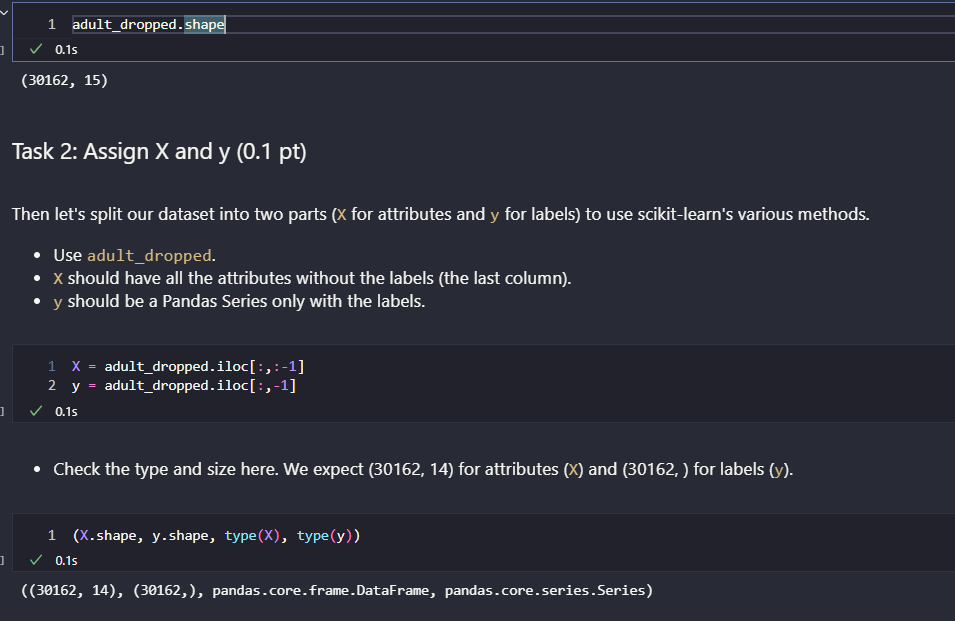 1 adult_dropped.shape
] ✓ 0.1s
(30162, 15)
Task 2: Assign X and y (0.1 pt)
Then let's split our dataset into two parts (X for attributes and y for labels) to use scikit-learn's various methods.
• Use adult_dropped.
• X should have all the attributes without the labels (the last column).
• y should be a Pandas Series only with the labels.
1 X = adult_dropped.iloc[:,:-1]
2 y = adult_dropped.iloc[:,-1]
] ✓ 0.1s
• Check the type and size here. We expect (30162, 14) for attributes (X) and (30162, ) for labels (y).
1 (X.shape, y.shape, type(X), type(y))
] ✓ 0.1s
((30162, 14), (30162,), pandas.core.frame.DataFrame, pandas.core.series.Series)